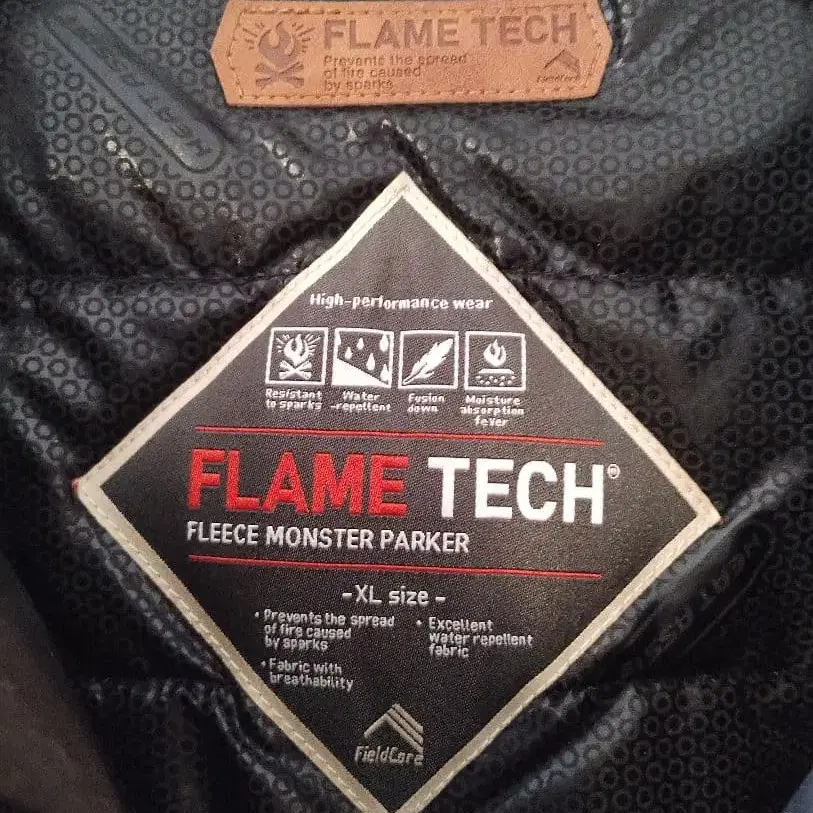 FLAME TECH
Prevents the spread
of fire caused
by sparks
FieldCore
HEAT
High-performance wear
Resistant
to sparks
Water
-repellent
Fusion
down
Moisture
absorption
fever
FLAME TECH®
FLEECE MONSTER PARKER
-XL size-
• Prevents the spread
of fire caused
by sparks
• Fabric with
breathability
• Excellent
water repellent
fabric
FieldCore